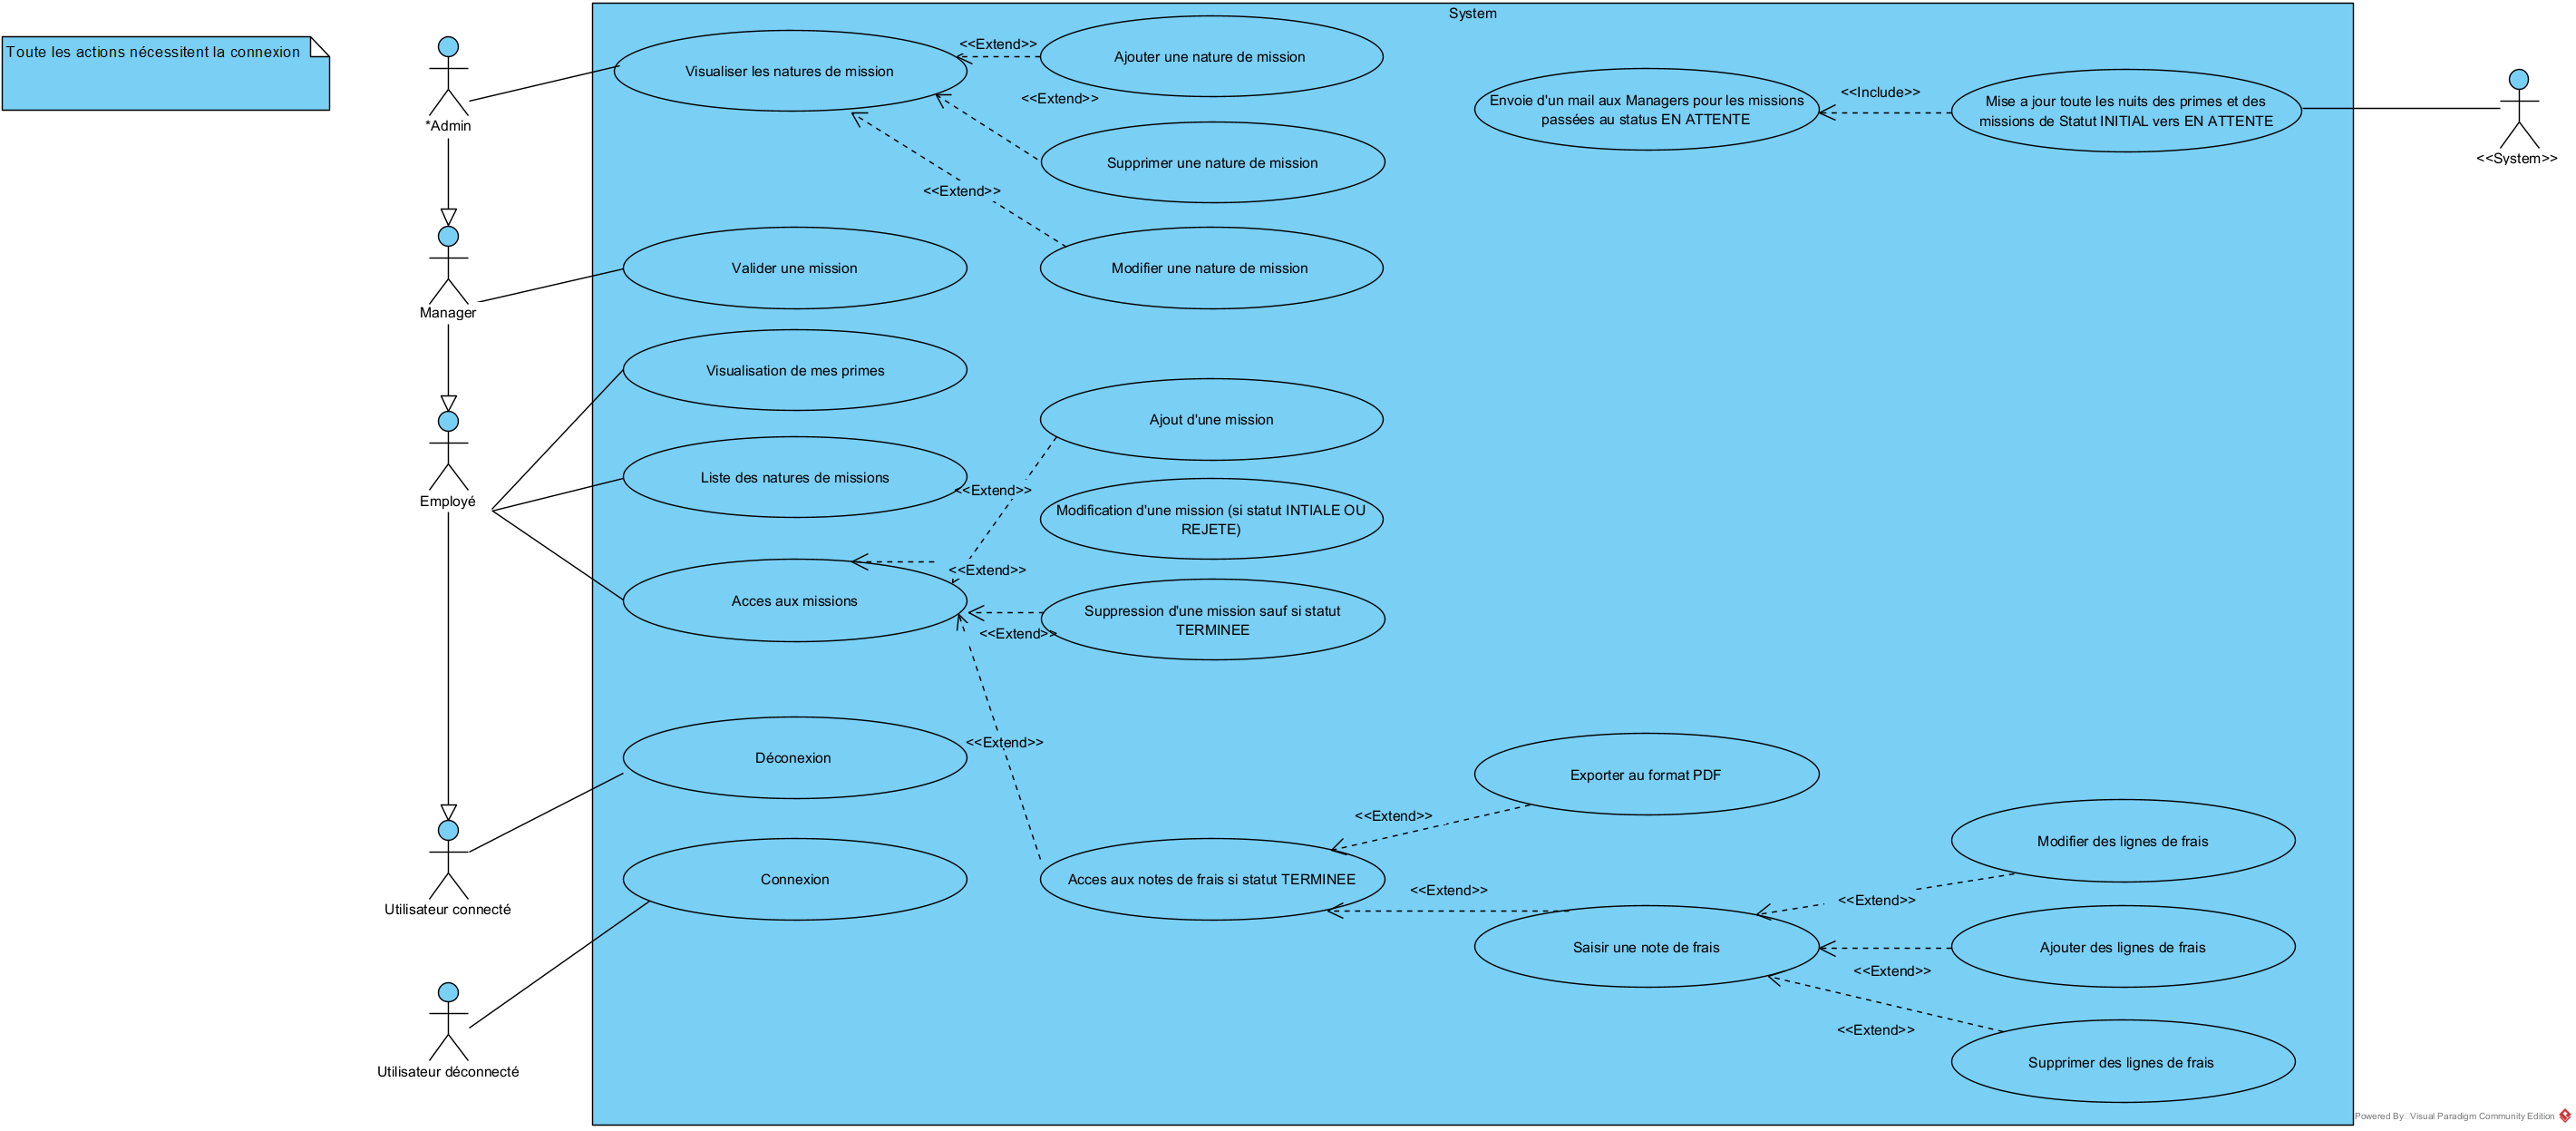 System
Toute les actions nécessitent la connexion
*Admin
Visualiser les natures de mission
<<Extend>>
Ajouter une nature de mission
<<Extend>>
Supprimer une nature de mission
<<Extend>>
Modifier une nature de mission
Envoie d'un mail aux Managers pour les missions
passées au status EN ATTENTE
<<Include>>
Mise a jour toute les nuits des primes et des
missions de Statut INITIAL vers EN ATTENTE
<<System>>
Manager
Valider une mission
Visualisation de mes primes
Employé
Liste des natures de missions
Ajout d'une mission
<<Extend>>
Modification d'une mission (si statut INTIALE OU
REJETE)
<<Extend>>
Acces aux missions
Suppression d'une mission sauf si statut
TERMINEE
<<Extend>>
<<Extend>>
Déconexion
Utilisateur connecté
Connexion
Utilisateur déconnecté
Acces aux notes de frais si statut TERMINEE
<<Extend>>
Exporter au format PDF
<<Extend>>
Saisir une note de frais
<<Extend>>
Modifier des lignes de frais
<<Extend>>
Ajouter des lignes de frais
<<Extend>>
Supprimer des lignes de frais
Powered By Visual Paradigm Community Edition